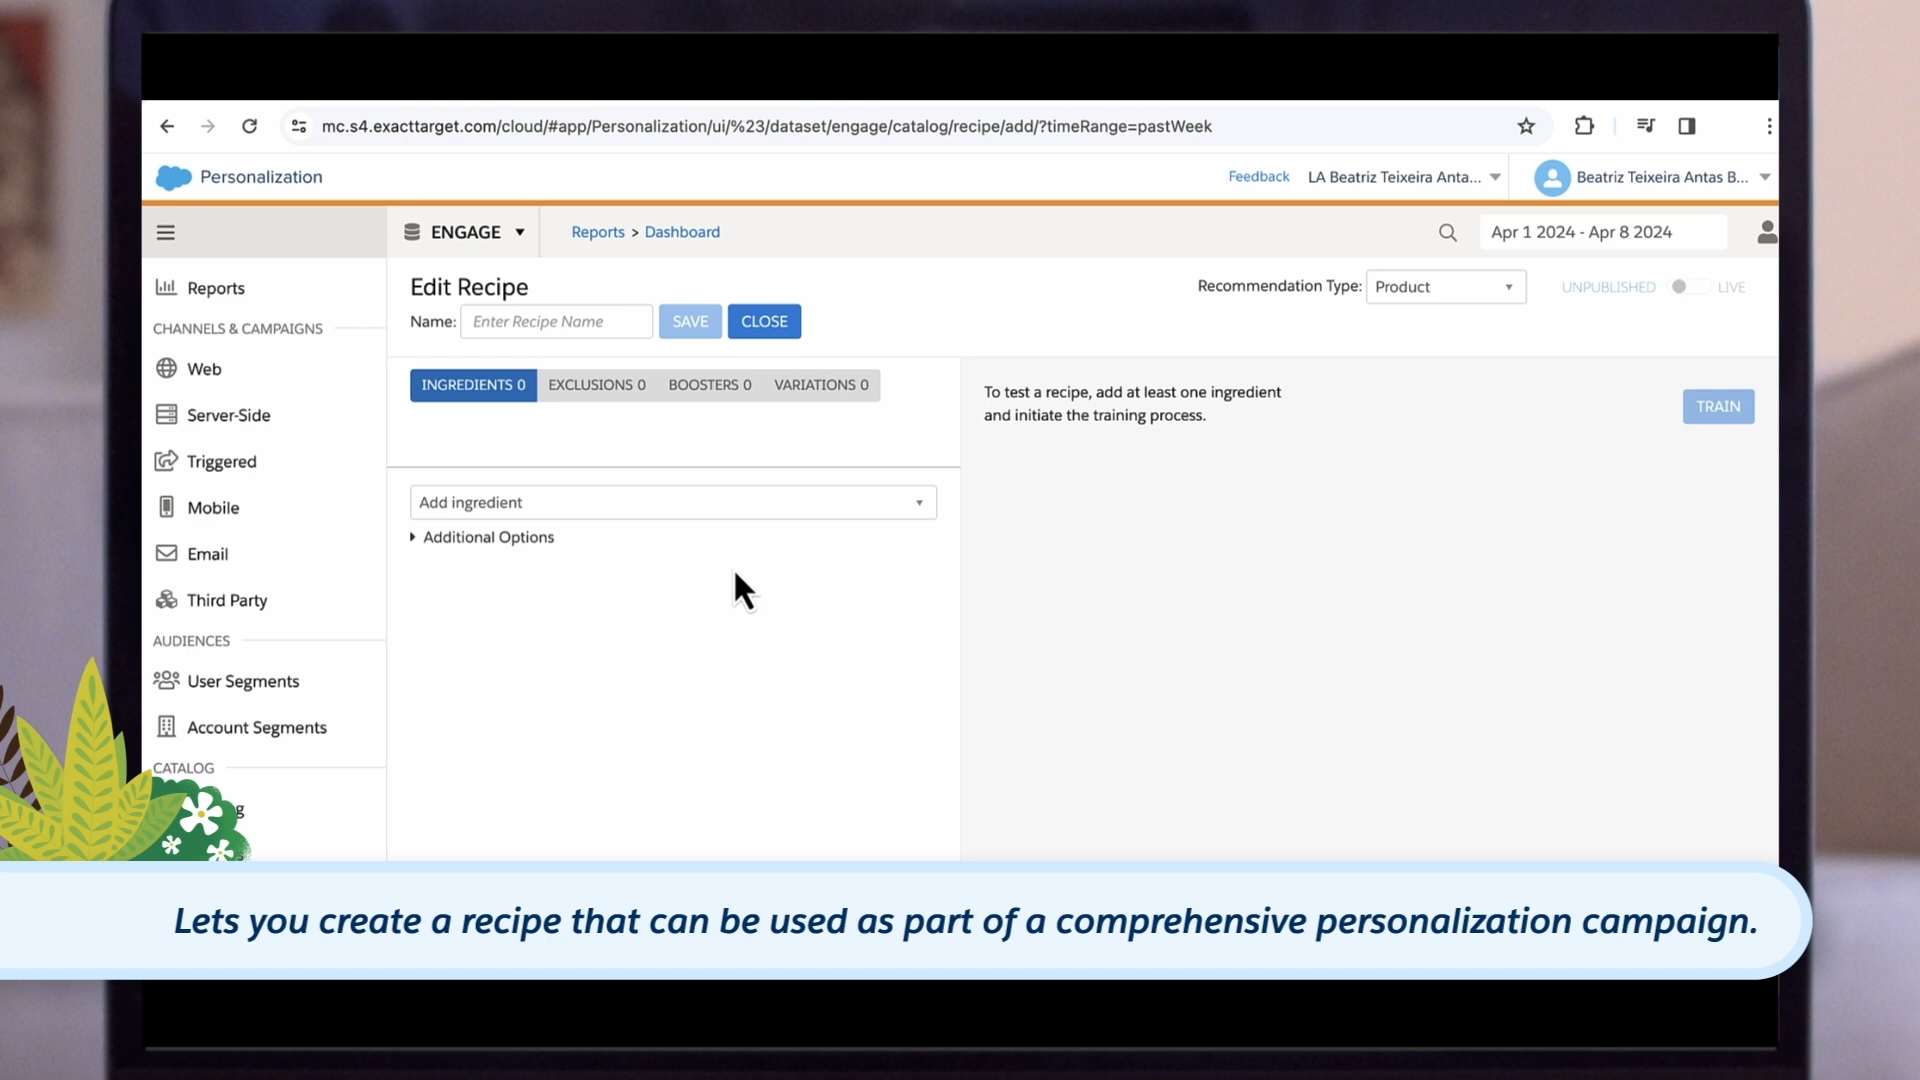 mc.s4.exacttarget.com/cloud/#app/Personalization/ui/%23/dataset/engage/catalog/recipe/add/?timeRange=pastWeek
Personalization
Feedback
LA Beatriz Teixeira Anta...
Beatriz Teixeira Antas B...
ENGAGE
Reports > Dashboard
Apr 1 2024 - Apr 8 2024
Reports
CHANNELS & CAMPAIGNS
Web
Server-Side
Triggered
Mobile
Email
Third Party
AUDIENCES
User Segments
Account Segments
CATALOG
Edit Recipe
Recommendation Type: Product
UNPUBLISHED LIVE
Name: Enter Recipe Name SAVE CLOSE
INGREDIENTS 0 EXCLUSIONS 0 BOOSTERS 0 VARIATIONS 0
Add ingredient
Additional Options
To test a recipe, add at least one ingredient
and initiate the training process.
TRAIN
Lets you create a recipe that can be used as part of a comprehensive personalization campaign.